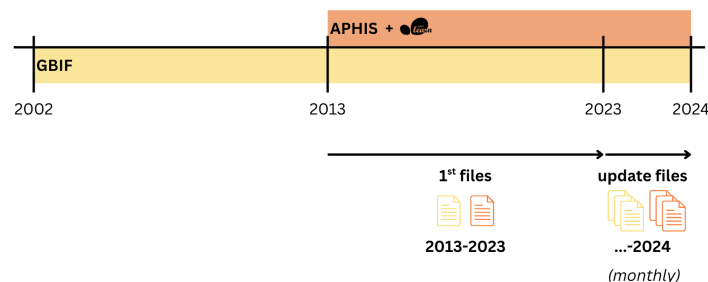 APHIS +
GBIF
2002 2013 2023 2024
1st files update files
2013-2023 ...-2024
(monthly)